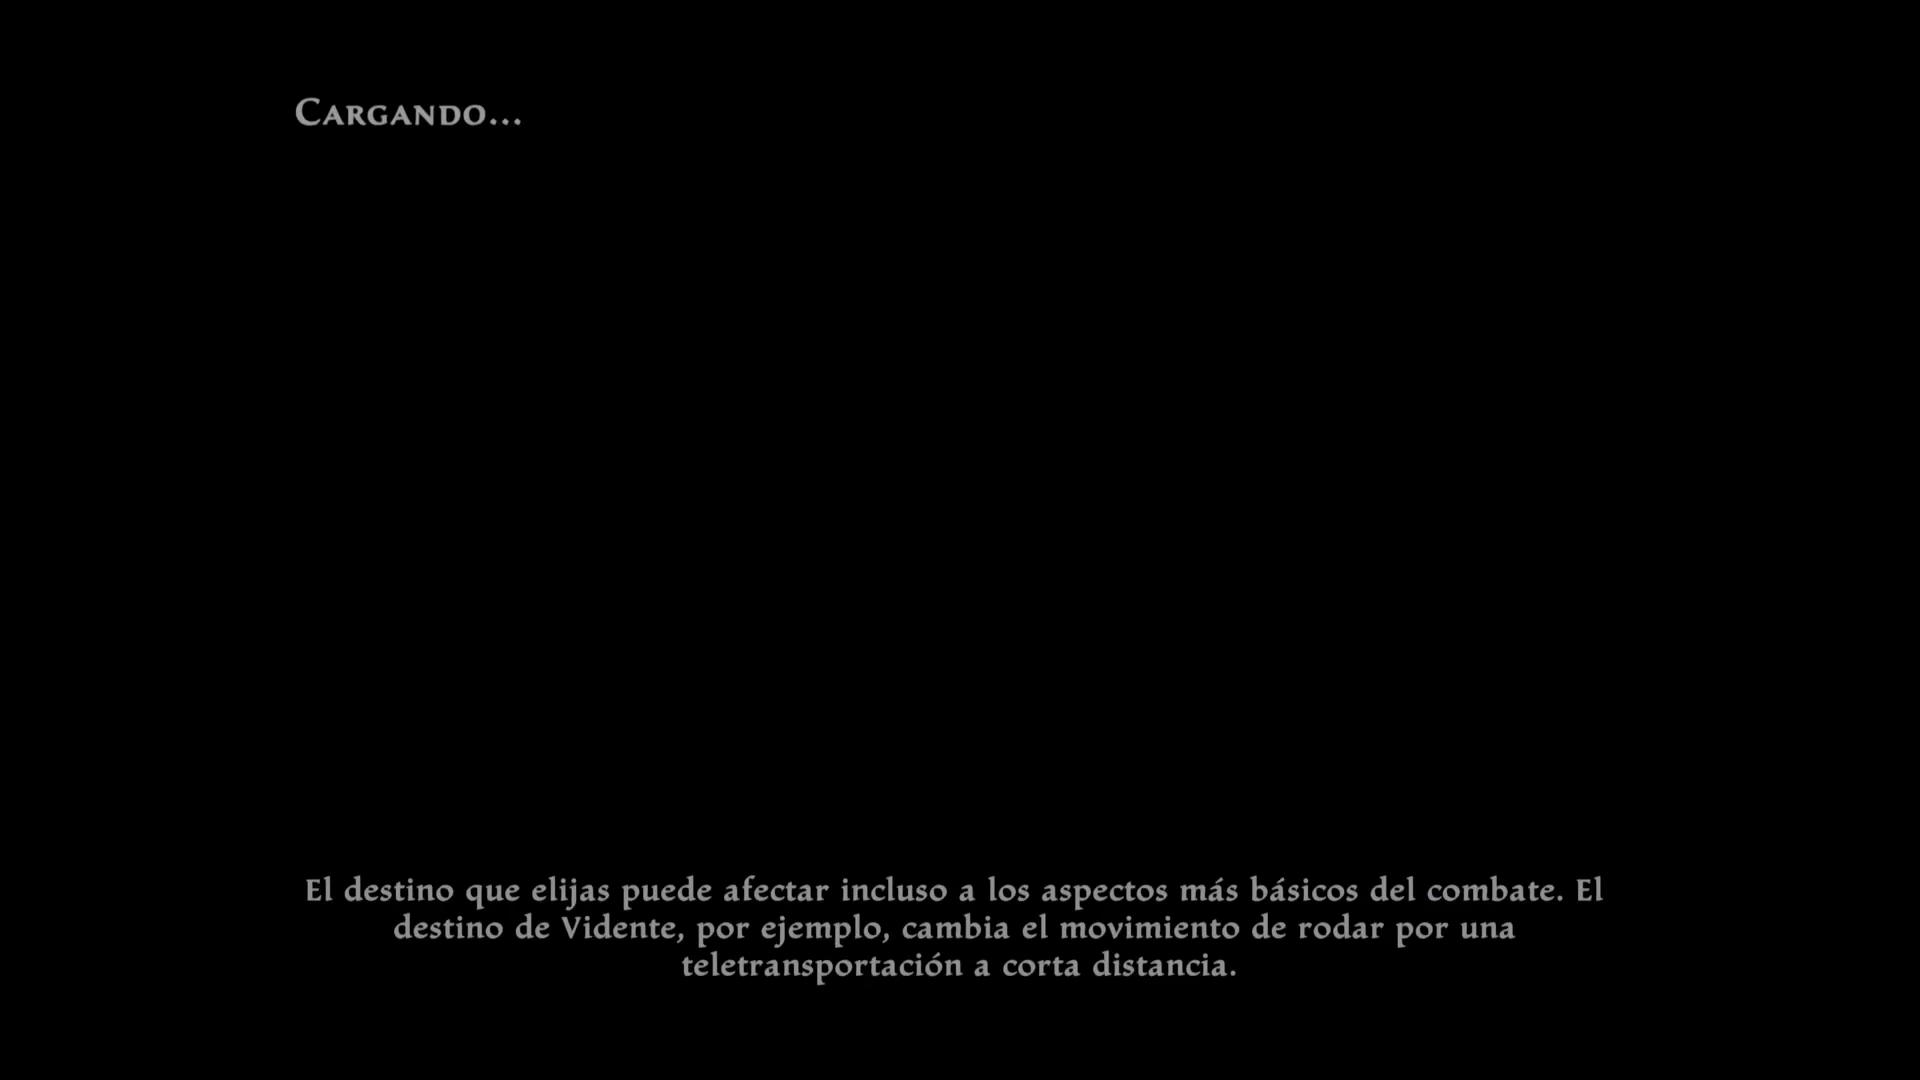 Cargando...
El destino que elijas puede afectar incluso a los aspectos más básicos del combate. El
destino de Vidente, por ejemplo, cambia el movimiento de rodar por una
teletransportación a corta distancia.